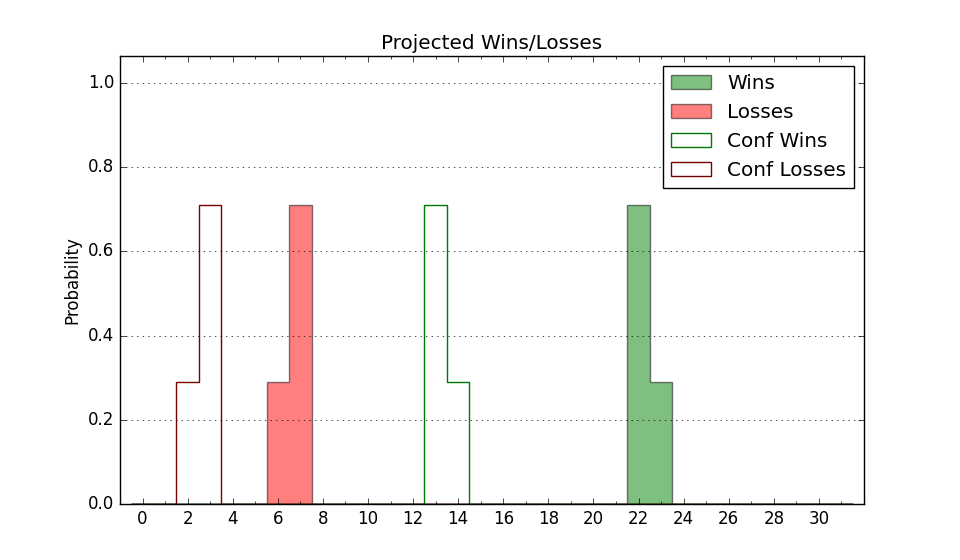 Projected Wins/Losses
Wins
Losses
Conf Wins
Conf Losses
Probability
1.0
0.8
0.6
0.4
0.2
0.0
0 2 4 6 8 10 12 14 16 18 20 22 24 26 28 30